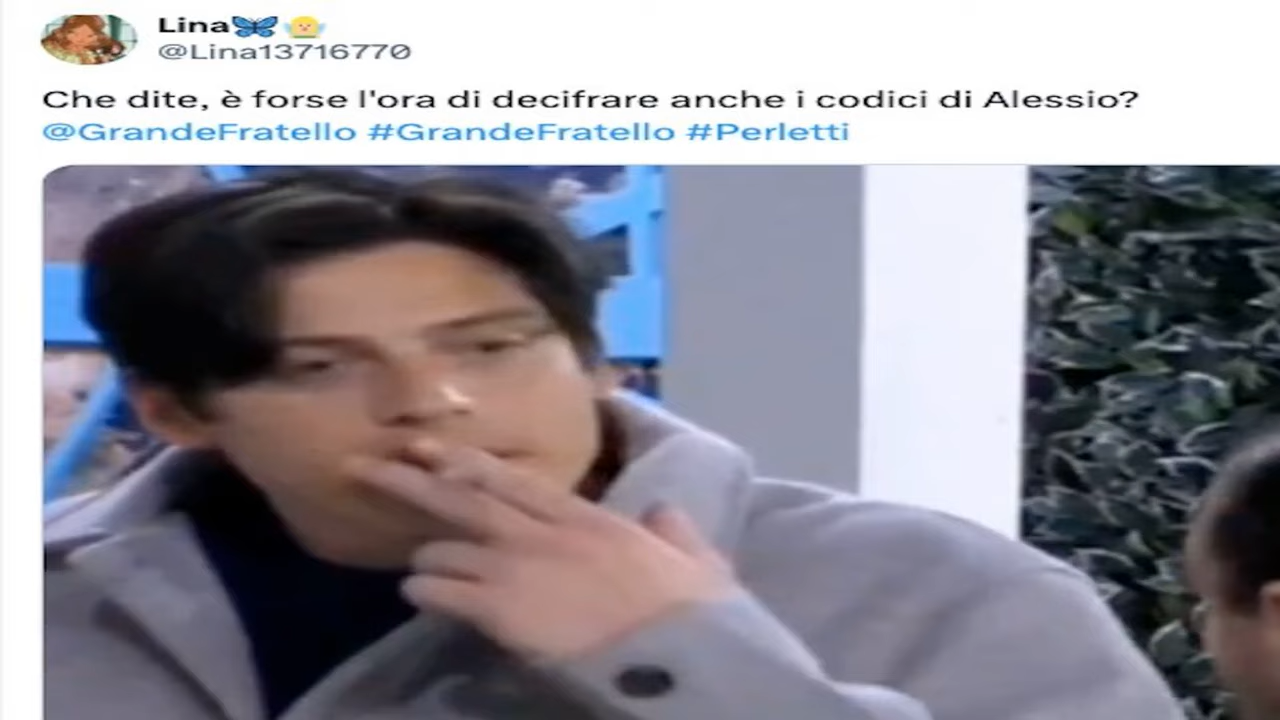 Lina🦋👼
@Lina13716770
Che dite, è forse l'ora di decifrare anche i codici di Alessio?
@GrandeFratello #GrandeFratello #Perletti